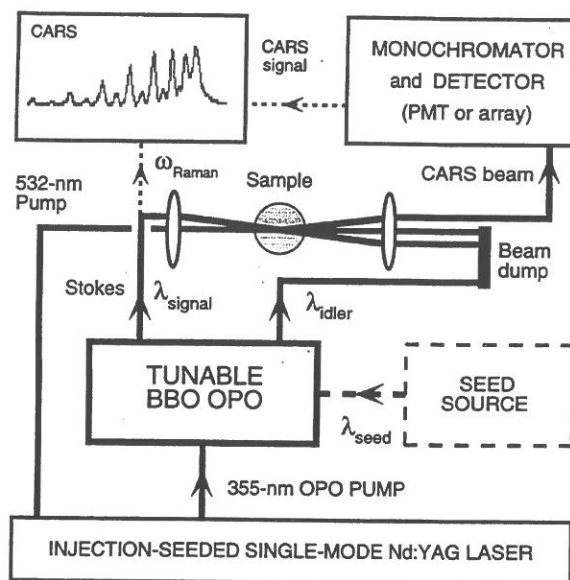 CARS
CARS
signal
MONOCHROMATOR
and DETECTOR
(PMT or array)
ωRaman
532-nm
Pump
Sample
CARS beam
Beam
dump
Stokes
λsignal
λidler
TUNABLE
BBO OPO
SEED
SOURCE
λseed
355-nm OPO PUMP
INJECTION-SEEDED SINGLE-MODE Nd:YAG LASER